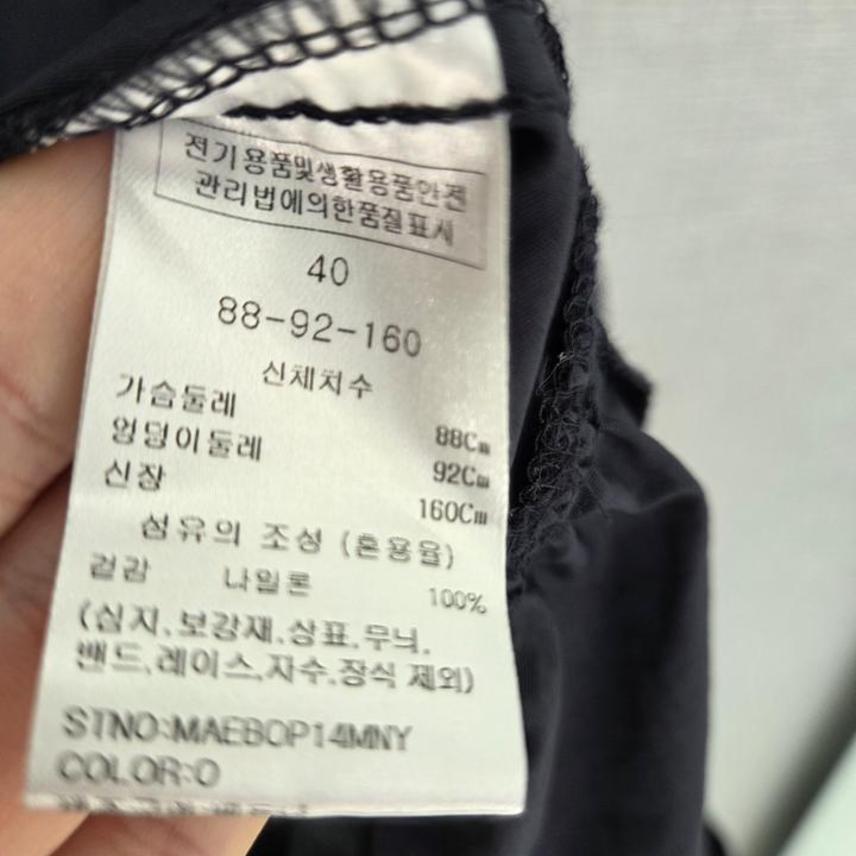 전기용품및생활용품안전
관리법에의한품질표시
40
88-92-160
신체치수
가슴둘레 88Cm
엉덩이둘레 92Cm
신장 160Cm
섬유의 조성 (혼용율)
겉감 나일론 100%
(심지.보강재.상표.무늬.
밴드.레이스.자수.장식 제외)
STNO:MAEBOP14MNY
COLOR:O